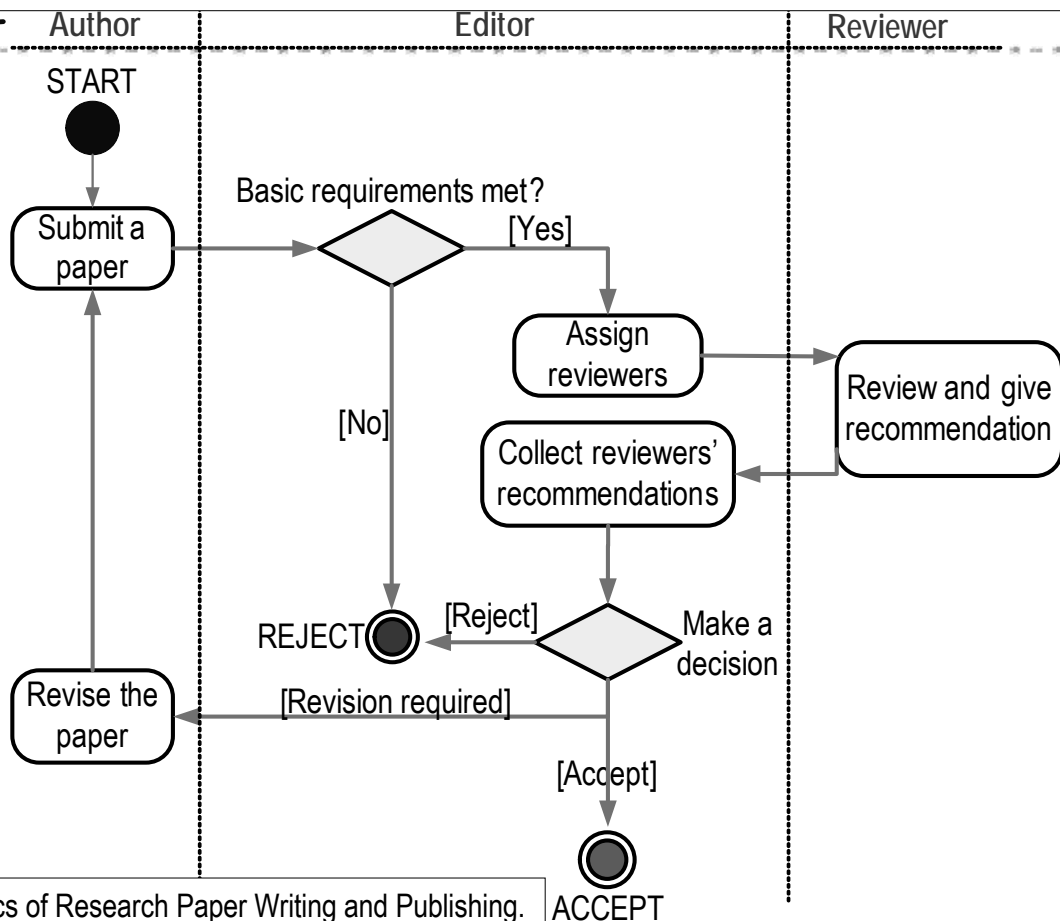 Author
Editor
Reviewer
START
Basic requirements met?
[Yes]
Submit a
paper
Assign
reviewers
Review and give
recommendation
[No]
Collect reviewers’
recommendations
REJECT
[Reject]
Make a
decision
Revise the
paper
[Revision required]
[Accept]
ACCEPT
of Research Paper Writing and Publishing.